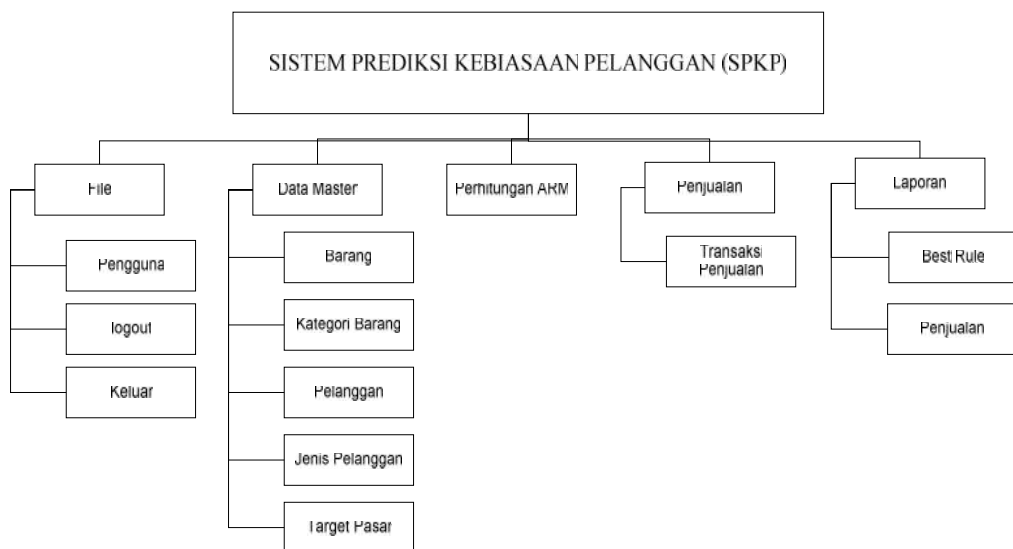 SISTEM PREDIKSI KEBIASAAN PELANGGAN (SPKP)
File
Data Master
Perhitungan ARM
Penjualan
Laporan
Pengguna
logout
Keluar
Barang
Kategori Barang
Pelanggan
Jenis Pelanggan
Target Pasar
Transaksi
Penjualan
Best Rule
Penjualan